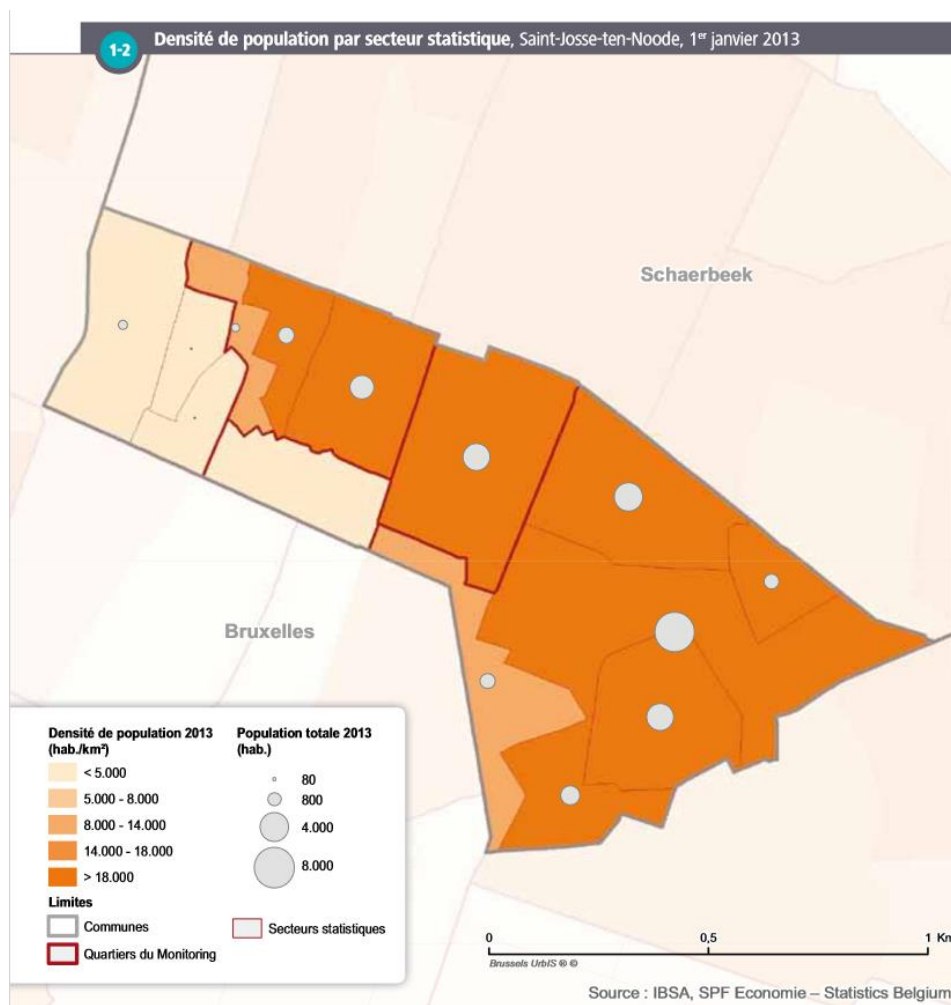 1-2
Densité de population par secteur statistique, Saint-Josse-ten-Noode, 1er janvier 2013
Schaerbeek
Bruxelles
Densité de population 2013
(hab./km²)
< 5.000
5.000 - 8.000
8.000 - 14.000
14.000 - 18.000
> 18.000
Population totale 2013
(hab.)
80
800
4.000
8.000
Limites
Communes
Quartiers du Monitoring
Secteurs statistiques
0
0,5
1 Km
Brussels UrbIS ® ©
Source : IBSA, SPF Economie – Statistics Belgium